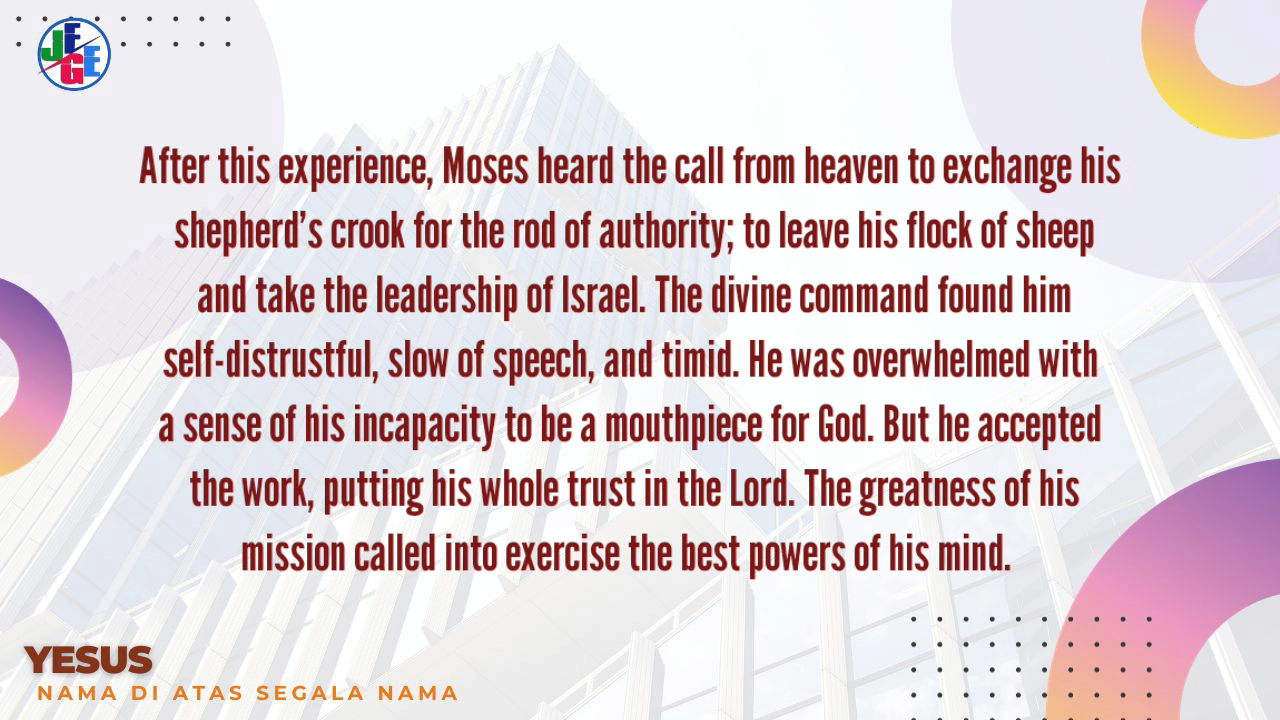 JEGE
After this experience, Moses heard the call from heaven to exchange his
shepherd’s crook for the rod of authority; to leave his flock of sheep
and take the leadership of Israel. The divine command found him
self-distrustful, slow of speech, and timid. He was overwhelmed with
a sense of his incapacity to be a mouthpiece for God. But he accepted
the work, putting his whole trust in the Lord. The greatness of his
mission called into exercise the best powers of his mind.
YESUS
NAMA DI ATAS SEGALA NAMA